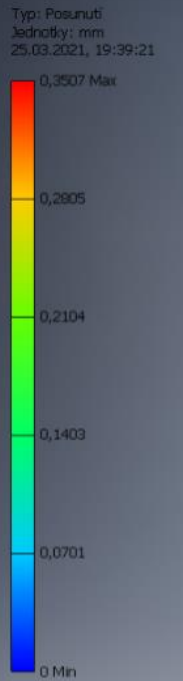 Typ: Posunutí
Jednotky: mm
25.03.2021, 19:39:21
0,3507 Max
0,2805
0,2104
0,1403
0,0701
0 Min